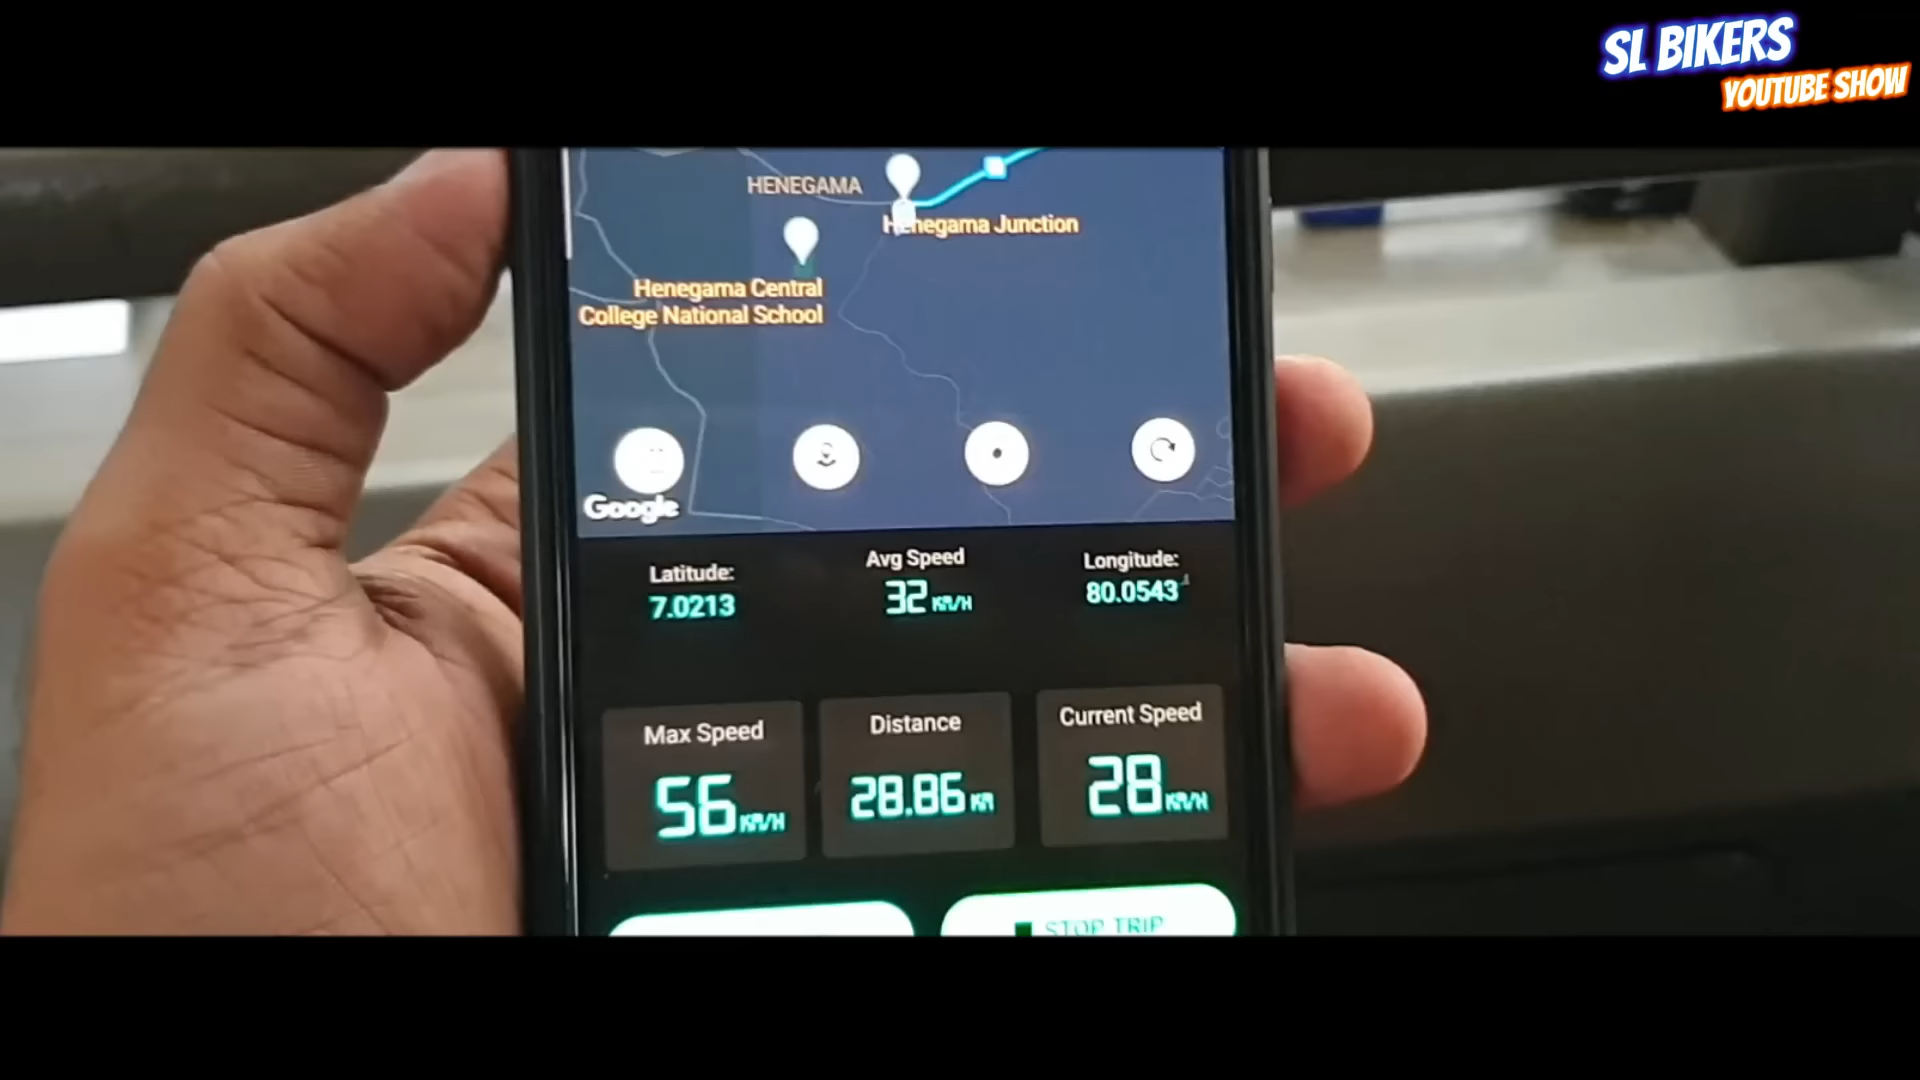 SL BIKERS
YOUTUBE SHOW
HENEGAMA
Henegama Junction
Henegama Central
College National School
Google
Latitude:
7.0213
Avg Speed
32 KM/H
Longitude:
80.0543
Max Speed
56 KM/H
Distance
28.86 KM
Current Speed
28 KM/H
STOP TRIP